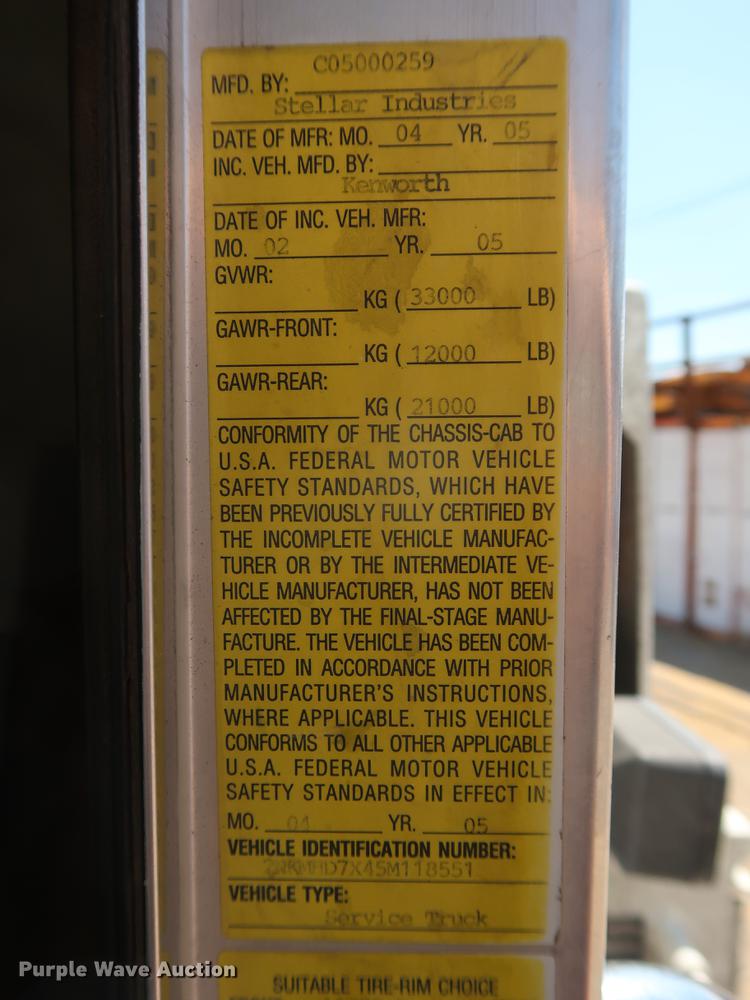 C05000259
MFD. BY:
Stellar Industries
DATE OF MFR: MO. 04 YR. 05
INC. VEH. MFD. BY:
Kenworth
DATE OF INC. VEH. MFR:
MO. 02 YR. 05
GVWR:
KG ( 33000 LB)
GAWR-FRONT:
KG ( 12000 LB)
GAWR-REAR:
KG ( 21000 LB)
CONFORMITY OF THE CHASSIS-CAB TO
U.S.A. FEDERAL MOTOR VEHICLE
SAFETY STANDARDS, WHICH HAVE
BEEN PREVIOUSLY FULLY CERTIFIED BY
THE INCOMPLETE VEHICLE MANUFAC-
TURER OR BY THE INTERMEDIATE VE-
HICLE MANUFACTURER, HAS NOT BEEN
AFFECTED BY THE FINAL-STAGE MANU-
FACTURE. THE VEHICLE HAS BEEN COM-
PLETED IN ACCORDANCE WITH PRIOR
MANUFACTURER'S INSTRUCTIONS,
WHERE APPLICABLE. THIS VEHICLE
CONFORMS TO ALL OTHER APPLICABLE
U.S.A. FEDERAL MOTOR VEHICLE
SAFETY STANDARDS IN EFFECT IN:
MO. 04 YR. 05
VEHICLE IDENTIFICATION NUMBER:
VEHICLE TYPE:
Service Truck
SUITABLE TIRE-RIM CHOICE
Purple Wave Auction